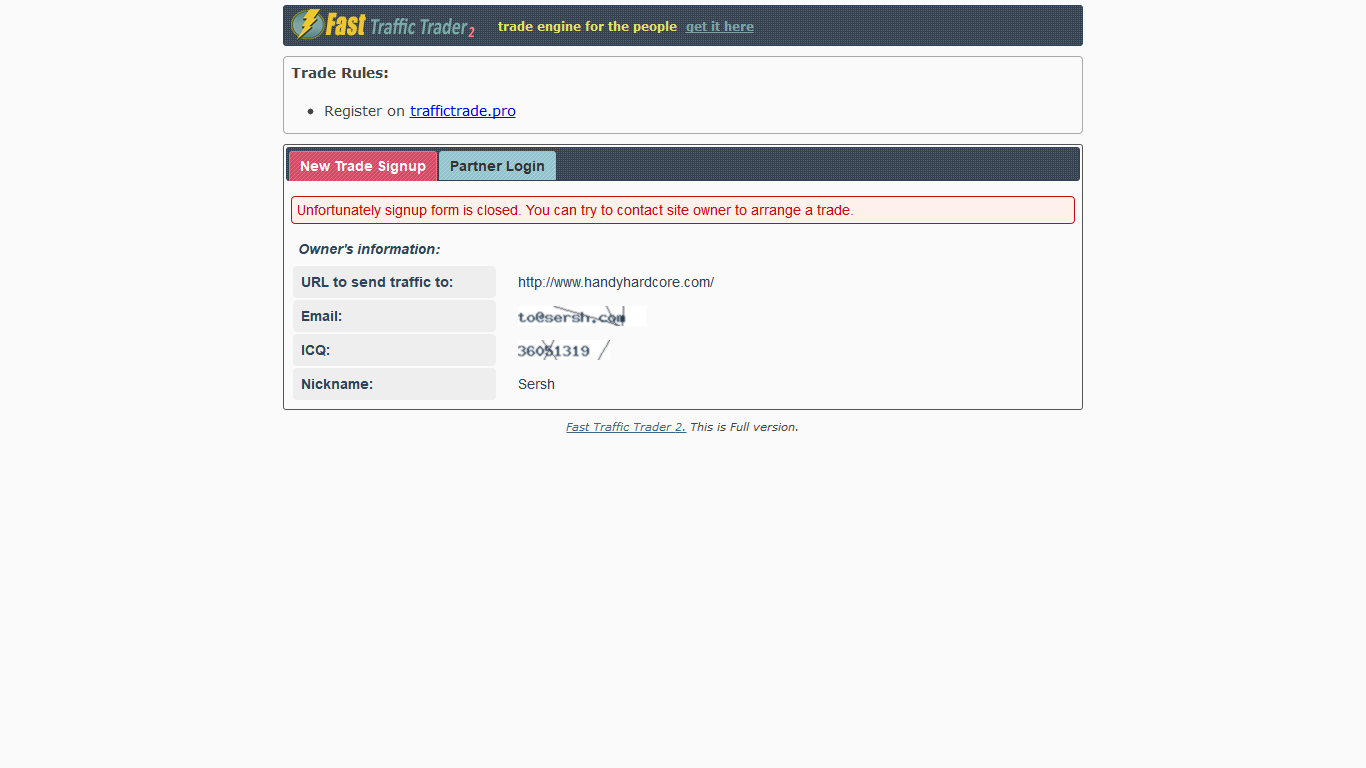 Fast Traffic Trader 2 trade engine for the people get it here
Trade Rules:
• Register on traffictrade.pro
New Trade Signup Partner Login
Unfortunately signup form is closed. You can try to contact site owner to arrange a trade.
Owner's information:
URL to send traffic to: http://www.handyhardcore.com/
Email: to@sersh.com
ICQ: 36051319
Nickname: Sersh
Fast Traffic Trader 2. This is Full version.